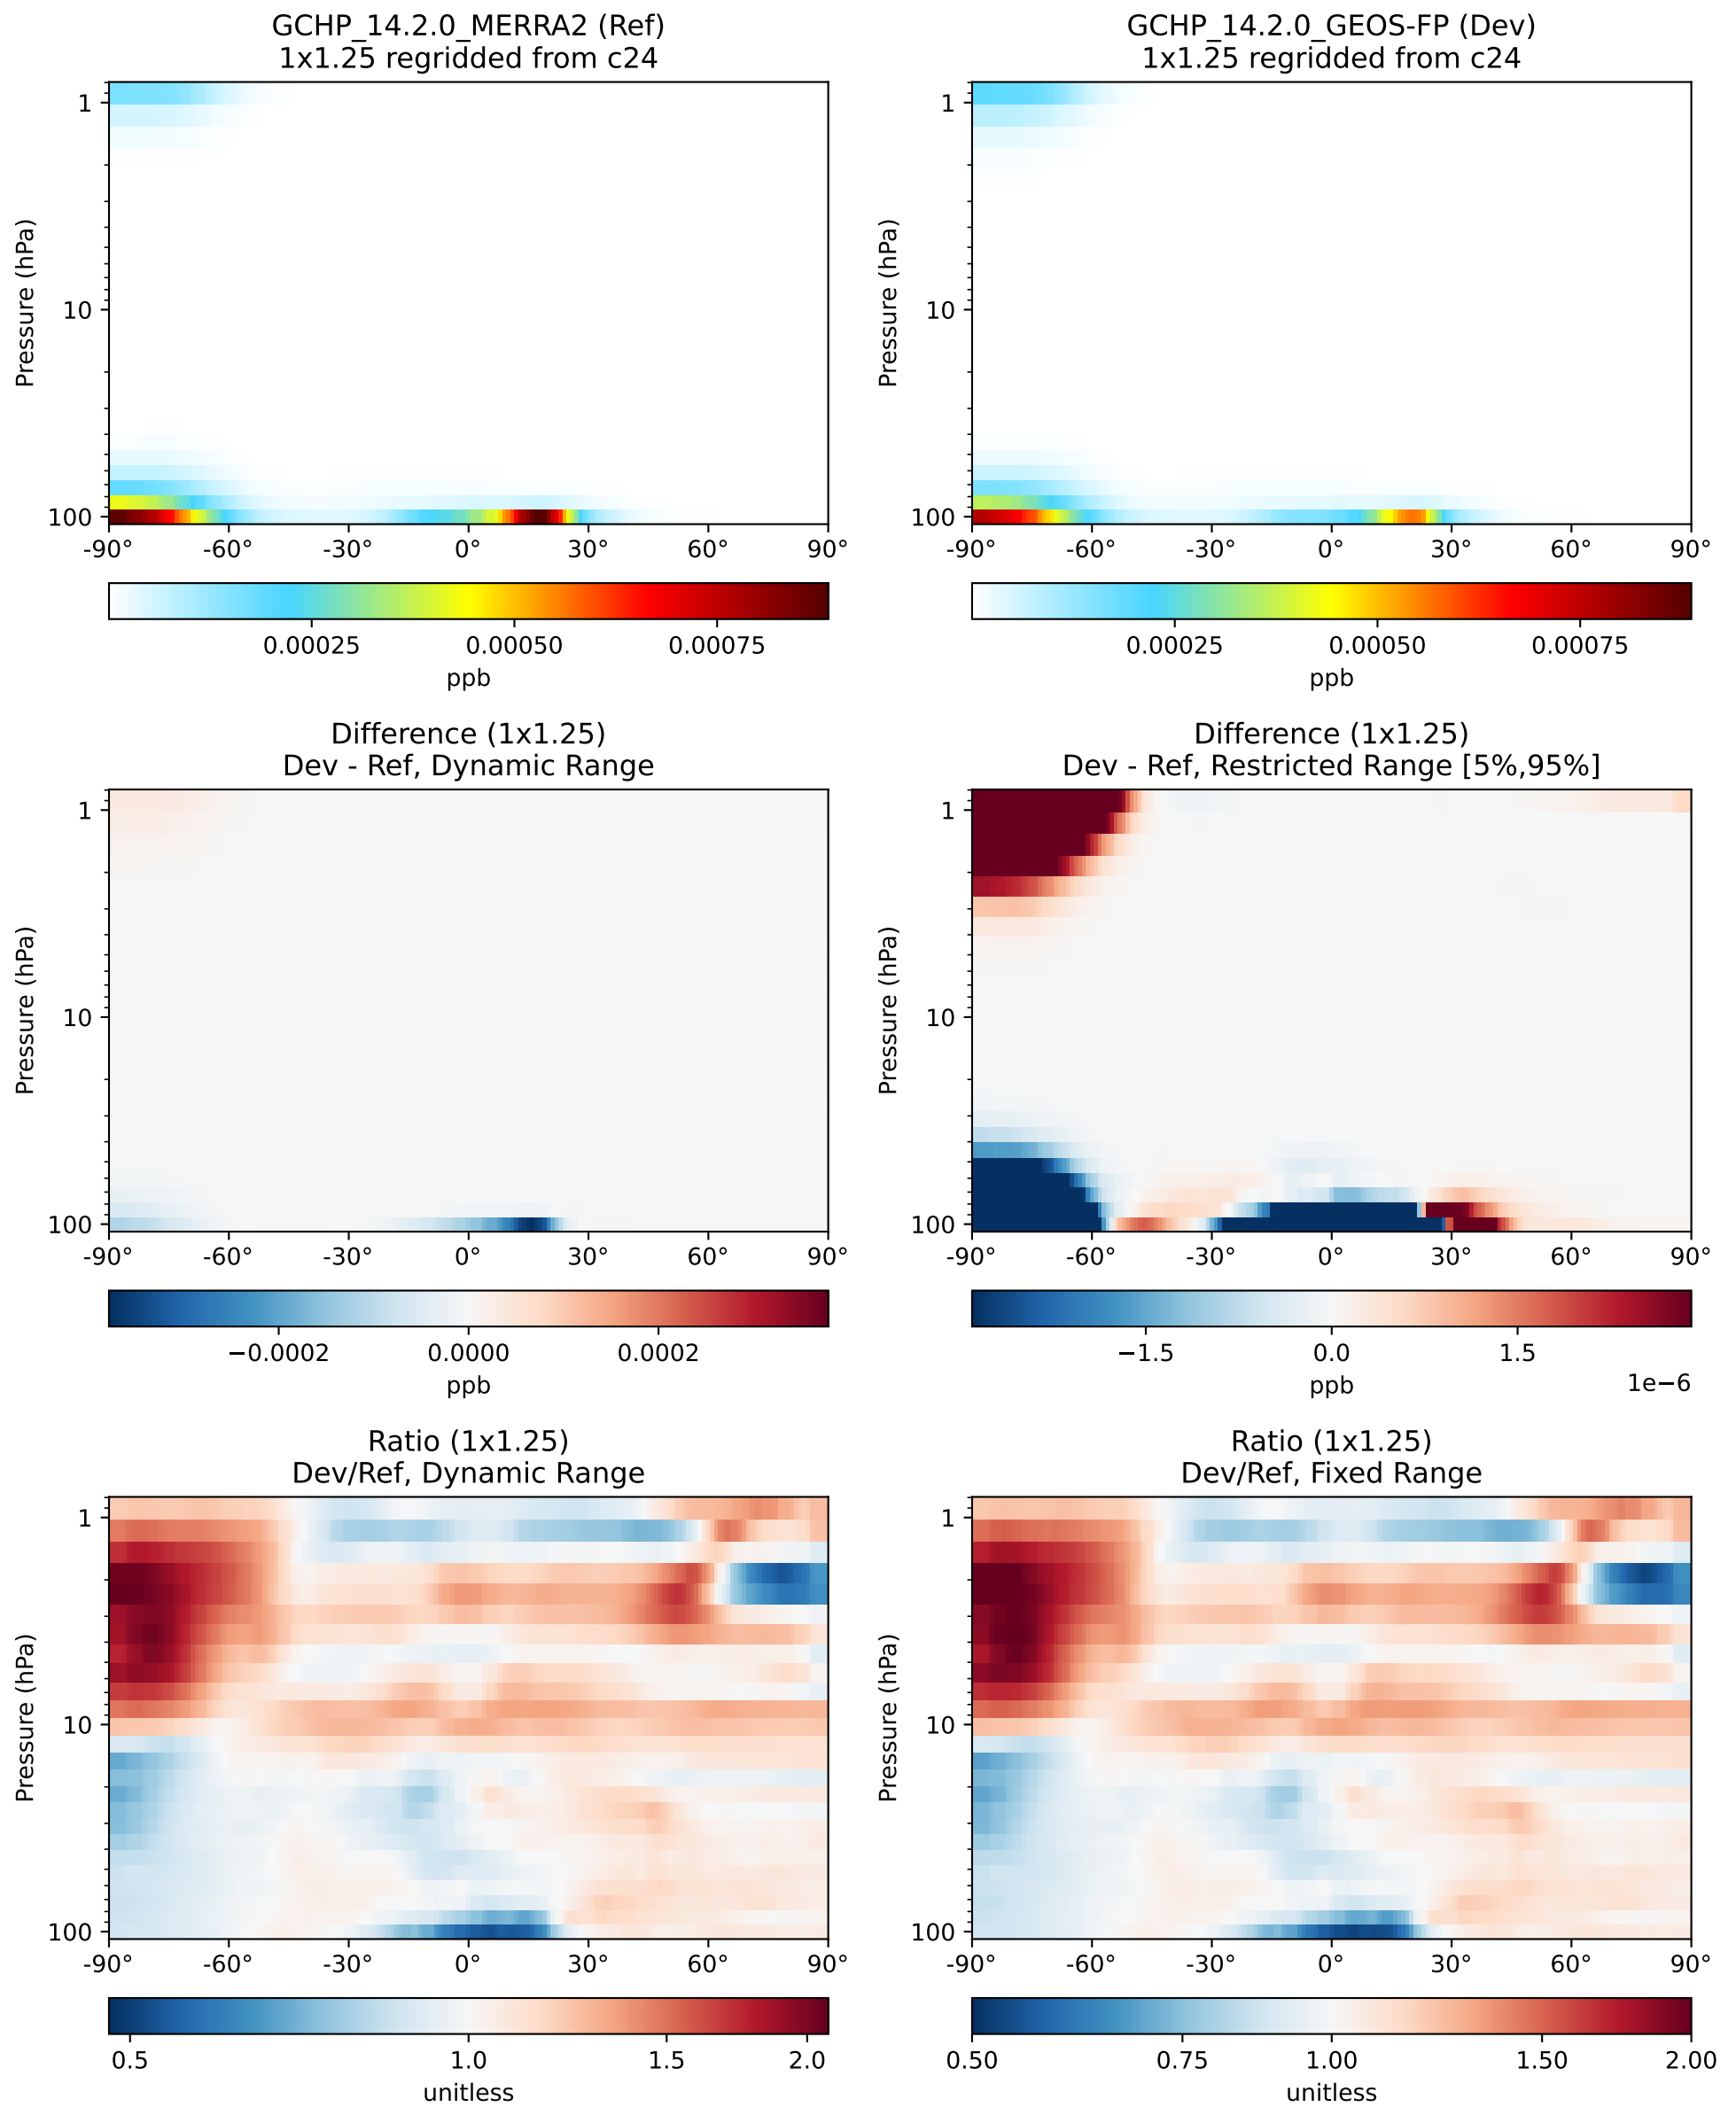 GCHP_14.2.0_MERRA2 (Ref)
1x1.25 regridded from c24
Pressure (hPa)
1
10
100
-90° -60° -30° 0° 30° 60° 90°
0.00025 0.00050 0.00075
ppb
GCHP_14.2.0_GEOS-FP (Dev)
1x1.25 regridded from c24
Pressure (hPa)
1
10
100
-90° -60° -30° 0° 30° 60° 90°
0.00025 0.00050 0.00075
ppb
Difference (1x1.25)
Dev - Ref, Dynamic Range
Pressure (hPa)
1
10
100
-90° -60° -30° 0° 30° 60° 90°
−0.0002 0.0000 0.0002
ppb
Difference (1x1.25)
Dev - Ref, Restricted Range [5%,95%]
Pressure (hPa)
1
10
100
-90° -60° -30° 0° 30° 60° 90°
−1.5 0.0 1.5
ppb
1e−6
Ratio (1x1.25)
Dev/Ref, Dynamic Range
Pressure (hPa)
1
10
100
-90° -60° -30° 0° 30° 60° 90°
0.5 1.0 1.5 2.0
unitless
Ratio (1x1.25)
Dev/Ref, Fixed Range
Pressure (hPa)
1
10
100
-90° -60° -30° 0° 30° 60° 90°
0.50 0.75 1.00 1.50 2.00
unitless